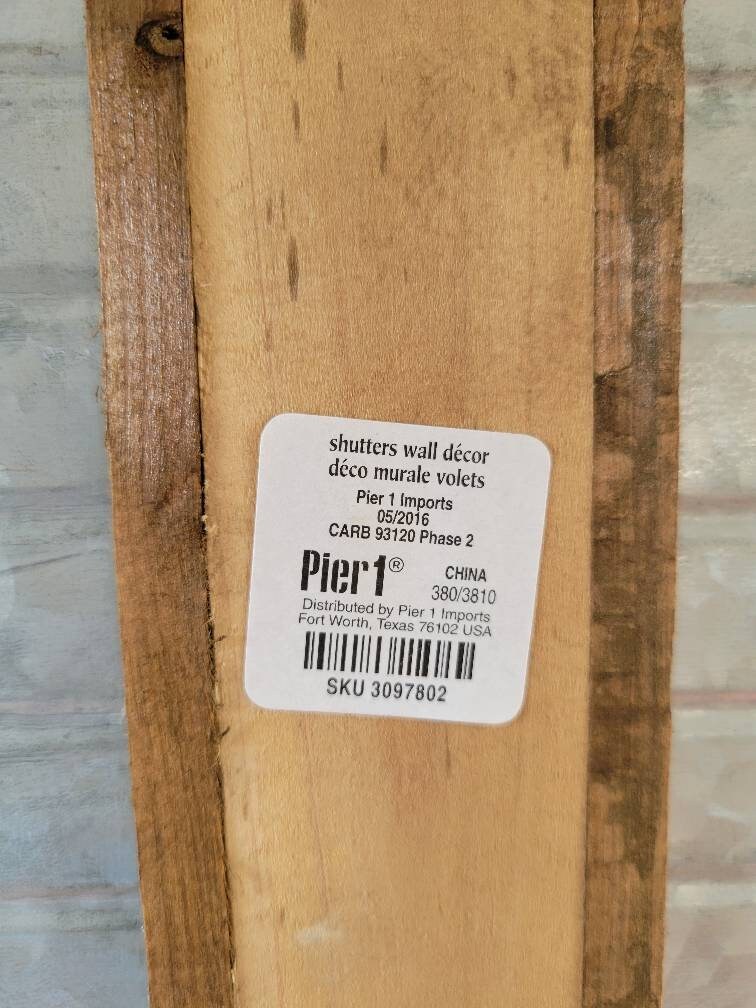 shutters wall décor
déco murale volets
Pier 1 Imports
05/2016
CARB 93120 Phase 2
Pier1® CHINA
380/3810
Distributed by Pier 1 Imports
Fort Worth, Texas 76102 USA
SKU 3097802